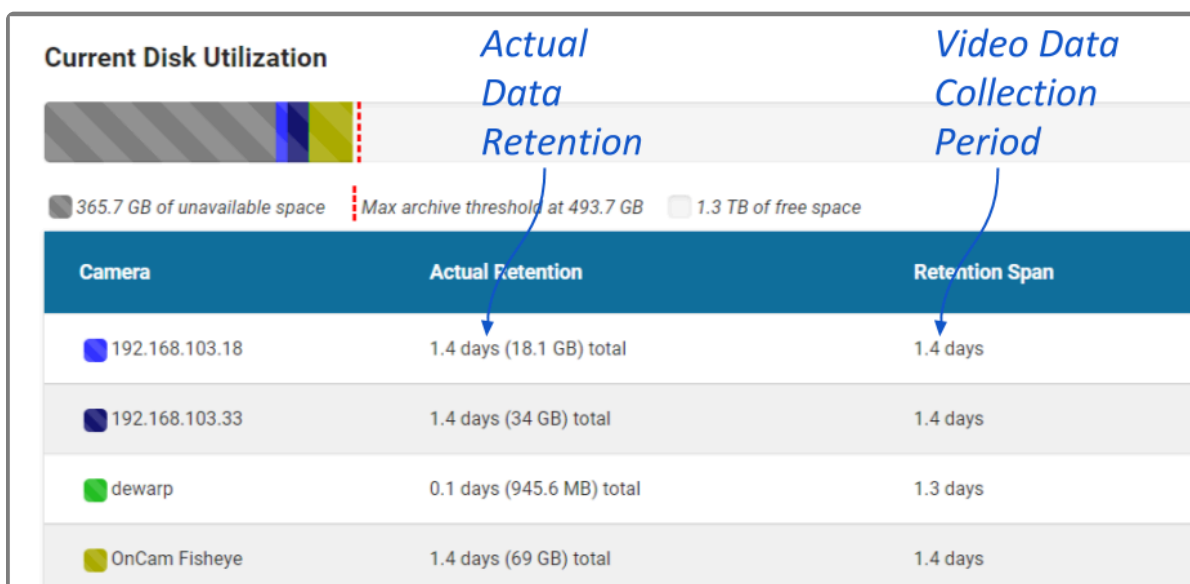 Current Disk Utilization
Actual
Data
Retention
Video Data
Collection
Period
365.7 GB of unavailable space Max archive threshold at 493.7 GB 1.3 TB of free space
Camera Actual Retention Retention Span
192.168.103.18 1.4 days (18.1 GB) total 1.4 days
192.168.103.33 1.4 days (34 GB) total 1.4 days
dewarp 0.1 days (945.6 MB) total 1.3 days
OnCam Fisheye 1.4 days (69 GB) total 1.4 days